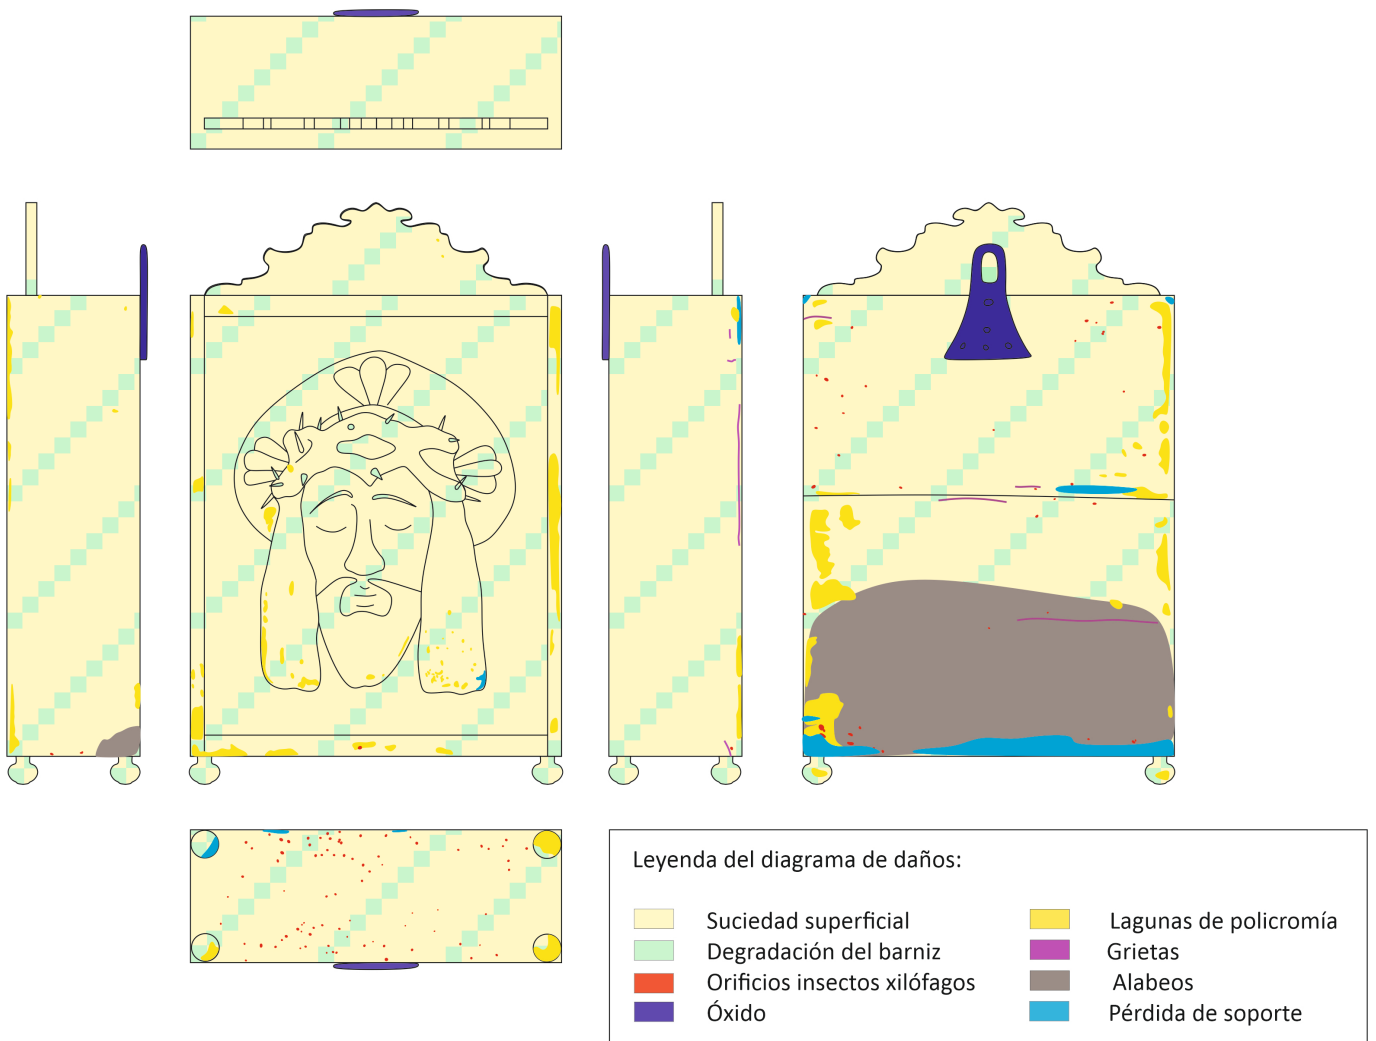 Leyenda del diagrama de daños:
Suciedad superficial
Degradación del barniz
Orificios insectos xilófagos
Óxido
Lagunas de policromía
Grietas
Alabeos
Pérdida de soporte